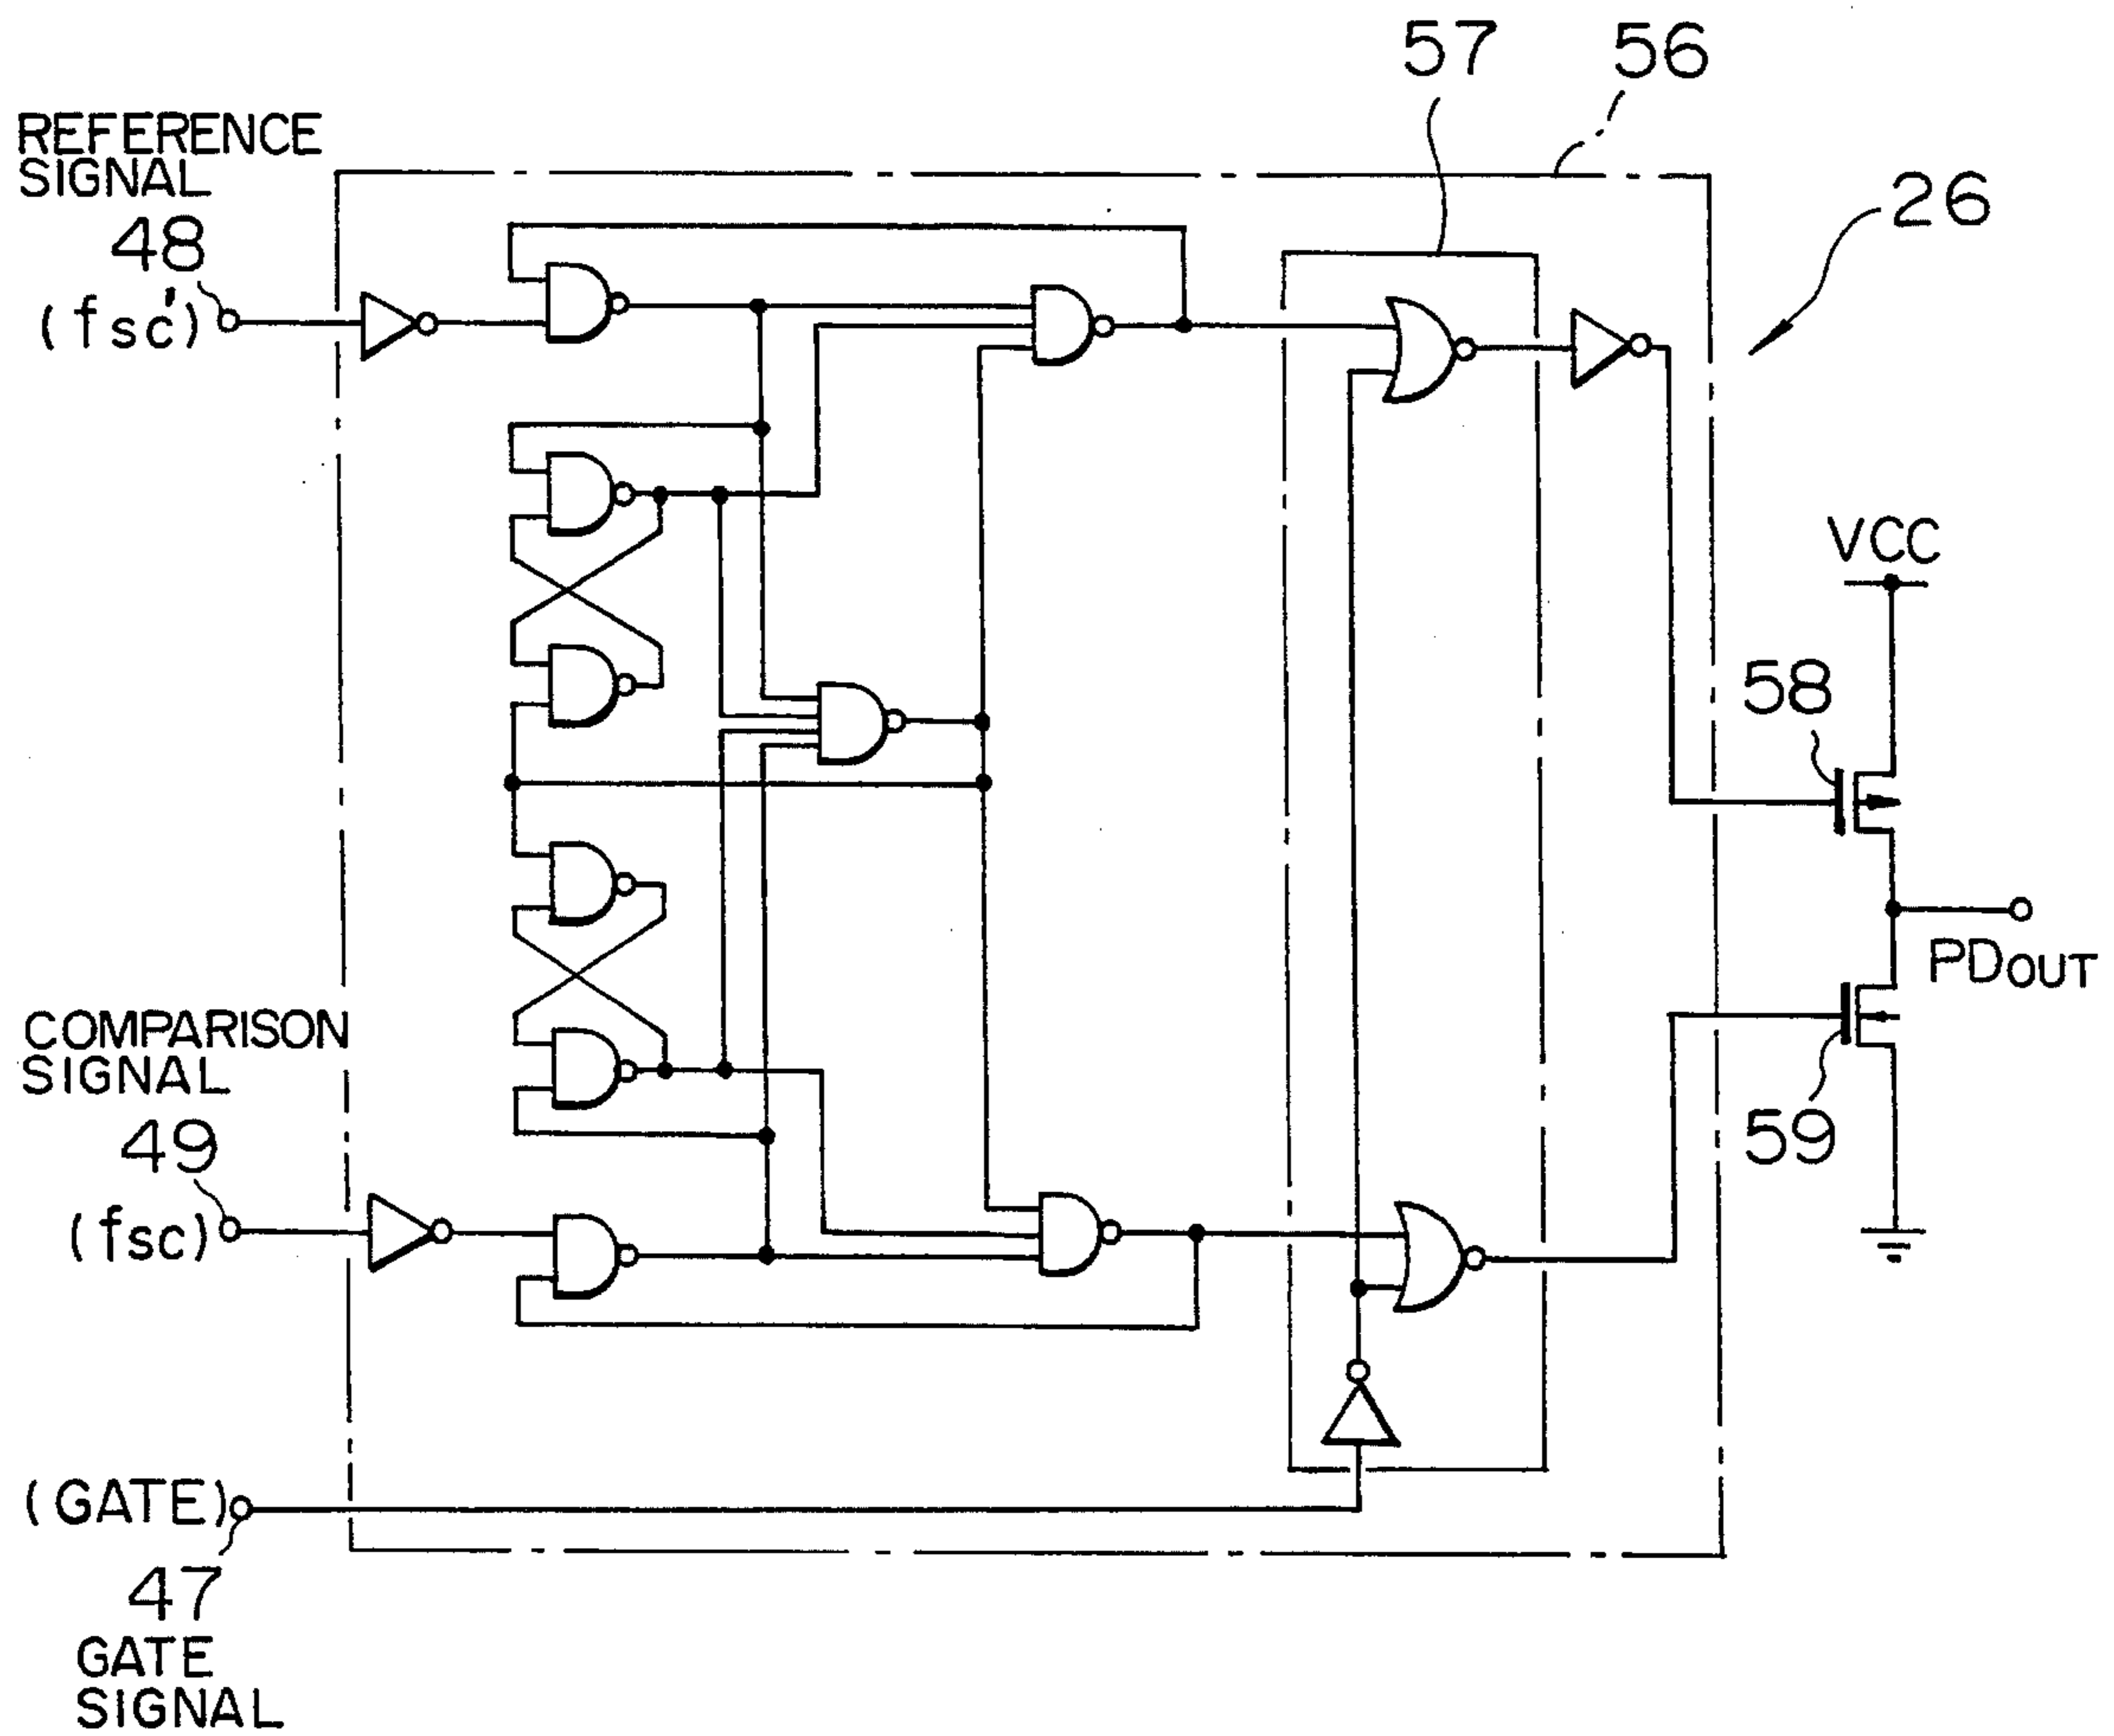 57
56
REFERENCE
SIGNAL
48
(fsc')
26
VCC
58
PDOUT
COMPARISON
SIGNAL
49
(fsc)
59
(GATE)
47
GATE
SIGNAL